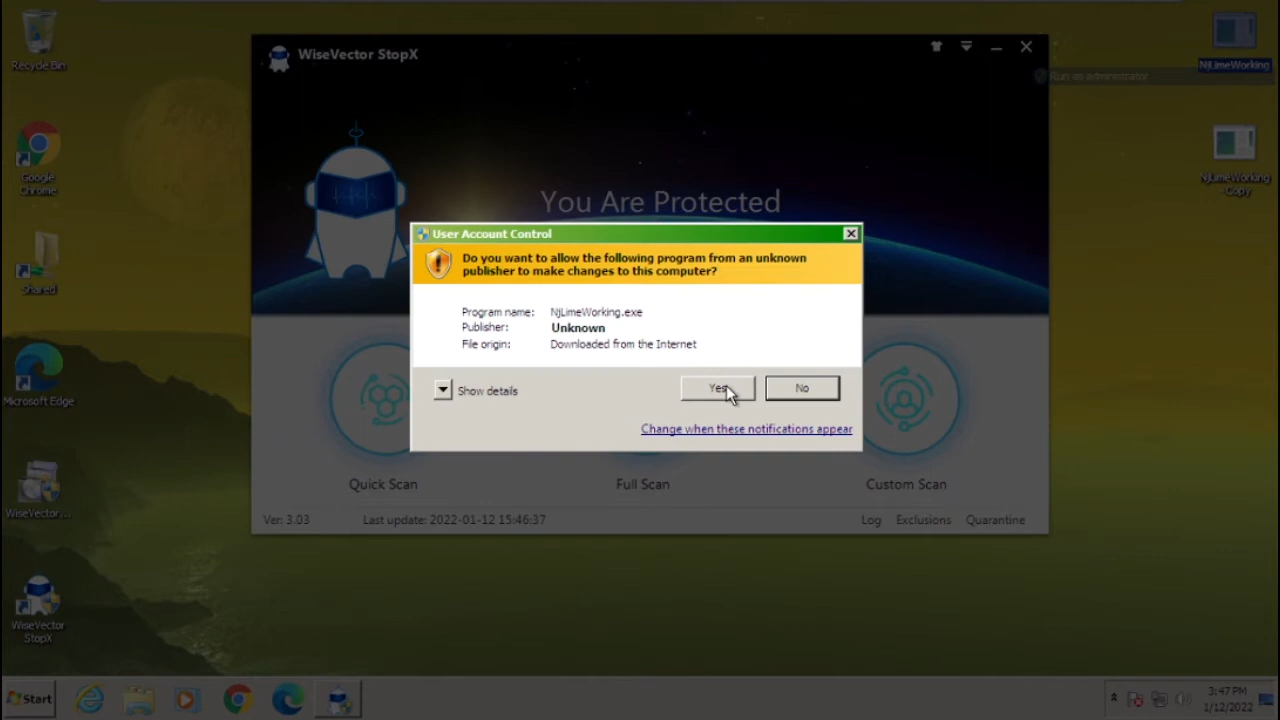 Recycle Bin
Google
Chrome
Shared
Microsoft Edge
WiseVector...
WiseVector
StopX
WiseVector StopX
You Are Protected
User Account Control
Do you want to allow the following program from an unknown
publisher to make changes to this computer?
Program name: NjLimeWorking.exe
Publisher: Unknown
File origin: Downloaded from the Internet
Show details
Yes
No
Change when these notifications appear
Quick Scan
Full Scan
Custom Scan
Ver: 3.03
Last update: 2022-01-12 15:46:37
Log
Exclusions
Quarantine
NjLimeWorking
Run as administrator
NjLimeWorking
- Copy
Start
3:47 PM
1/12/2022